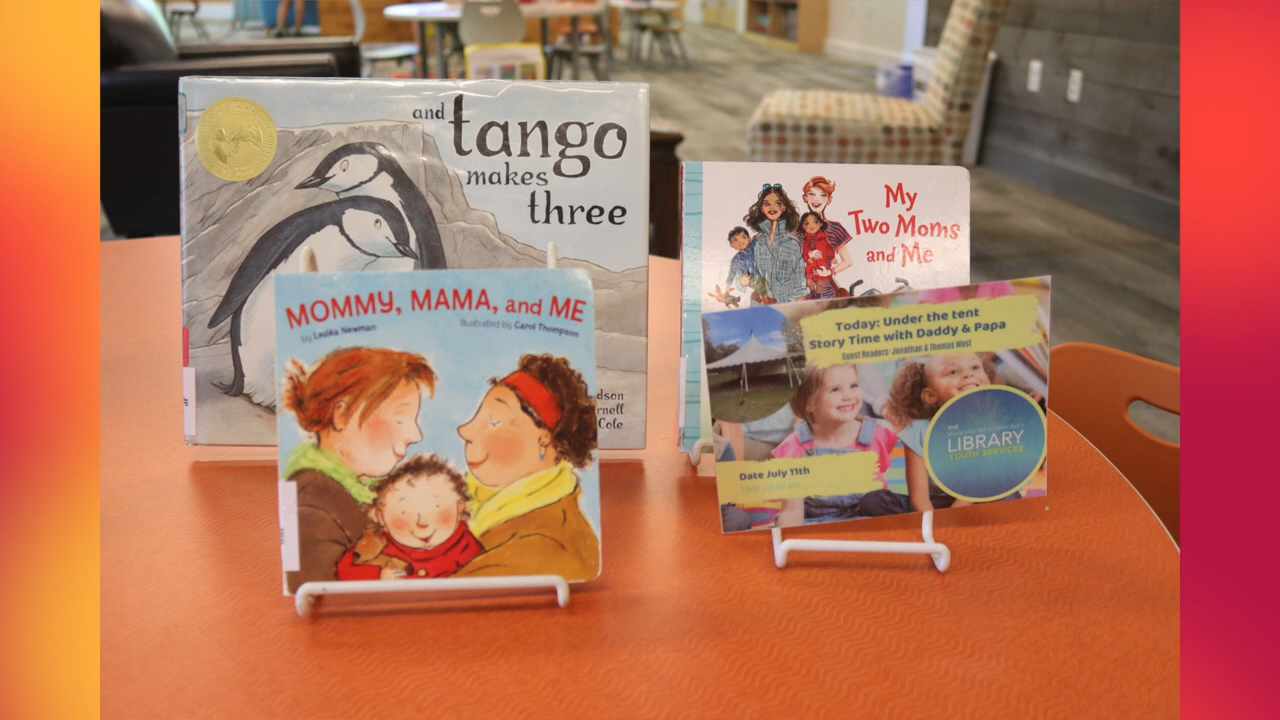 and
tango
makes
three
dson
rnell
Cole
MOMMY, MAMA, and ME
by Lesléa Newman
illustrated by Carol Thompson
My
Two Moms
and Me
Today: Under the tent
Story Time with Daddy & Papa
Guest Readers: Jonathan & Thomas West
Date July 11th
THE
LIBRARY
YOUTH SERVICES